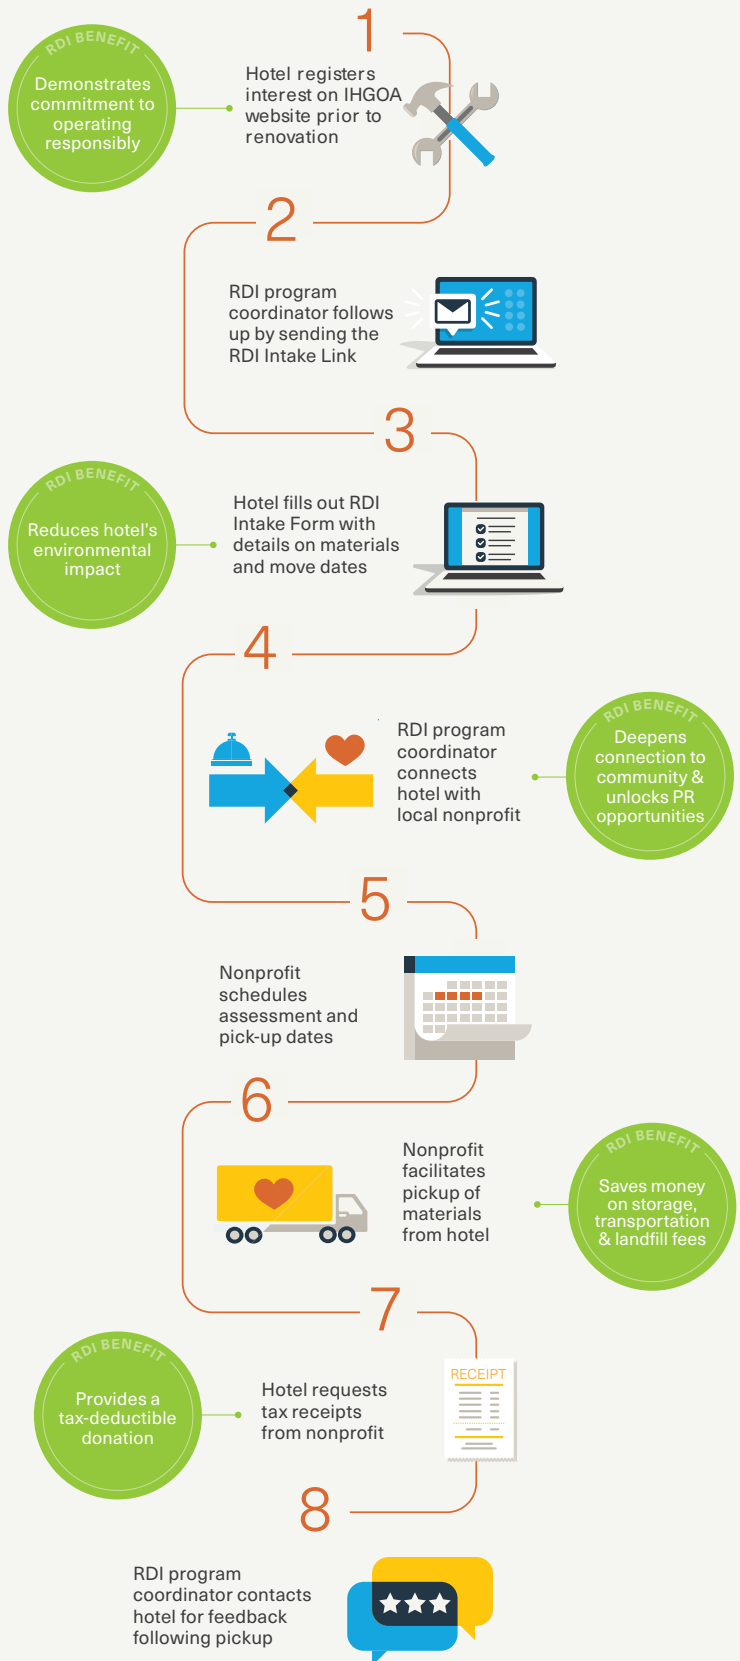 1
RDI BENEFIT
Demonstrates
commitment to
operating
responsibly
Hotel registers
interest on IHGOA
website prior to
renovation
2
RDI program
coordinator follows
up by sending the
RDI Intake Link
3
RDI BENEFIT
Reduces hotel's
environmental
impact
Hotel fills out RDI
Intake Form with
details on materials
and move dates
4
RDI program
coordinator
connects
hotel with
local nonprofit
RDI BENEFIT
Deepens
connection to
community &
unlocks PR
opportunities
5
Nonprofit
schedules
assessment and
pick-up dates
6
Nonprofit
facilitates
pickup of
materials
from hotel
RDI BENEFIT
Saves money
on storage,
transportation
& landfill fees
7
RDI BENEFIT
Provides a
tax-deductible
donation
Hotel requests
tax receipts
from nonprofit
RECEIPT
8
RDI program
coordinator contacts
hotel for feedback
following pickup